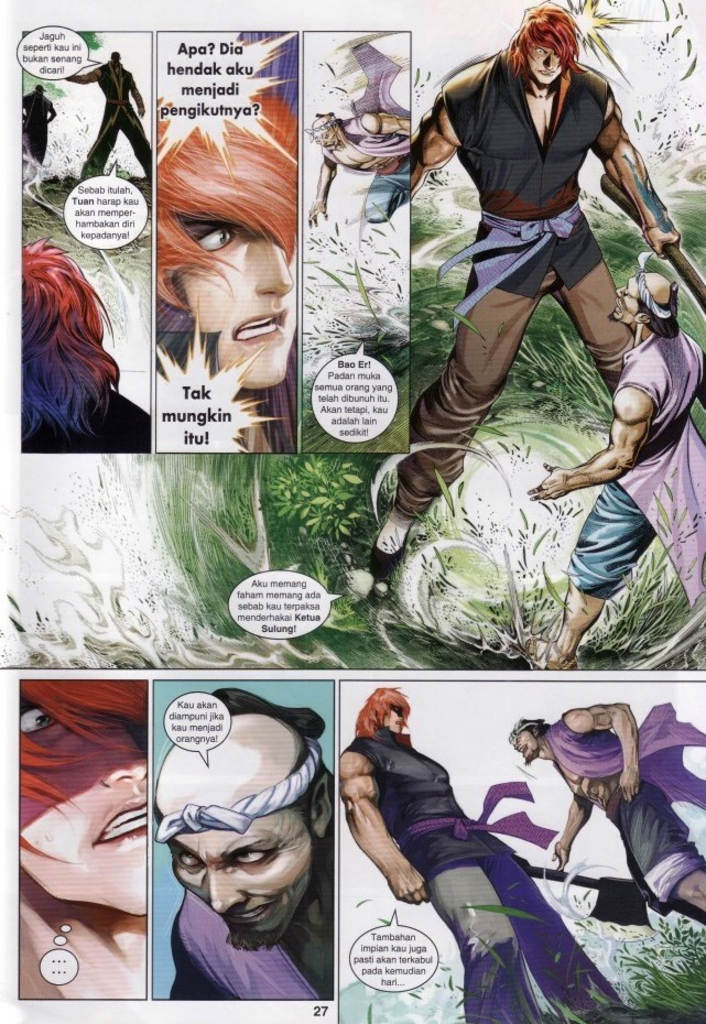 Jaguh
seperti kau ini
bukan senang
dicari!
Sebab itulah,
Tuan harap kau
akan memper-
hambakan diri
kepadanya!
Apa? Dia
hendak aku
menjadi
pengikutnya?
Tak
mungkin
itu!
Bao Er!
Padan muka
semua orang yang
telah dibunuh itu.
Akan tetapi, kau
adalah lain
sedikit!
Aku memang
faham memang ada
sebab kau terpaksa
menderhakai Ketua
Sulung!
...
...
Kau akan
diampuni jika
kau menjadi
orangnya!
Tambahan
impian kau juga
pasti akan terkabul
pada kemudian
hari...
27